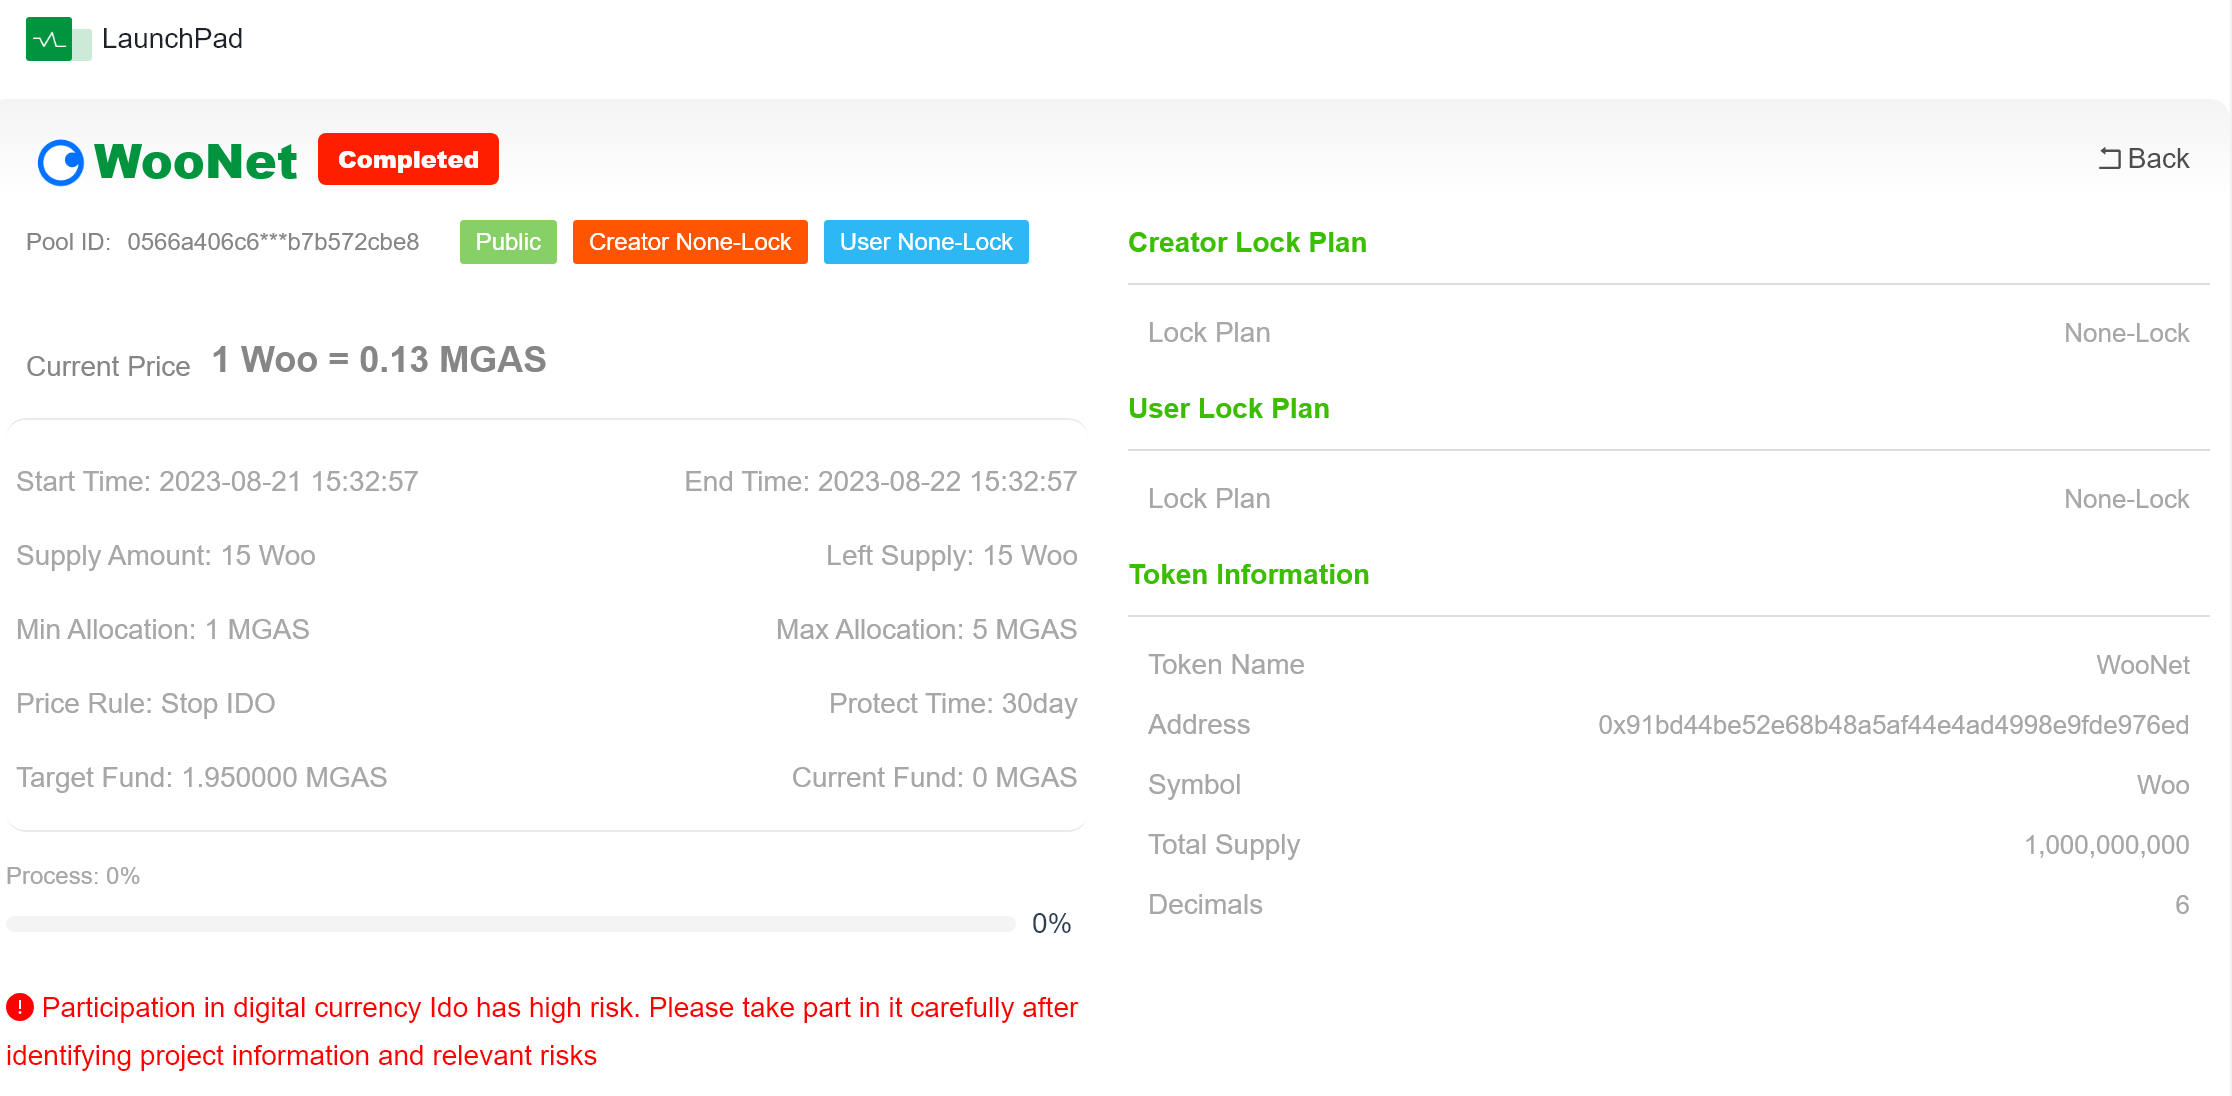 LaunchPad
WooNet Completed
Back
Pool ID: 0566a406c6***b7b572cbe8 Public Creator None-Lock User None-Lock
Current Price 1 Woo = 0.13 MGAS
Start Time: 2023-08-21 15:32:57 End Time: 2023-08-22 15:32:57
Supply Amount: 15 Woo Left Supply: 15 Woo
Min Allocation: 1 MGAS Max Allocation: 5 MGAS
Price Rule: Stop IDO Protect Time: 30day
Target Fund: 1.950000 MGAS Current Fund: 0 MGAS
Process: 0%
0%
Participation in digital currency Ido has high risk. Please take part in it carefully after
identifying project information and relevant risks
Creator Lock Plan
Lock Plan None-Lock
User Lock Plan
Lock Plan None-Lock
Token Information
Token Name WooNet
Address 0x91bd44be52e68b48a5af44e4ad4998e9fde976ed
Symbol Woo
Total Supply 1,000,000,000
Decimals 6